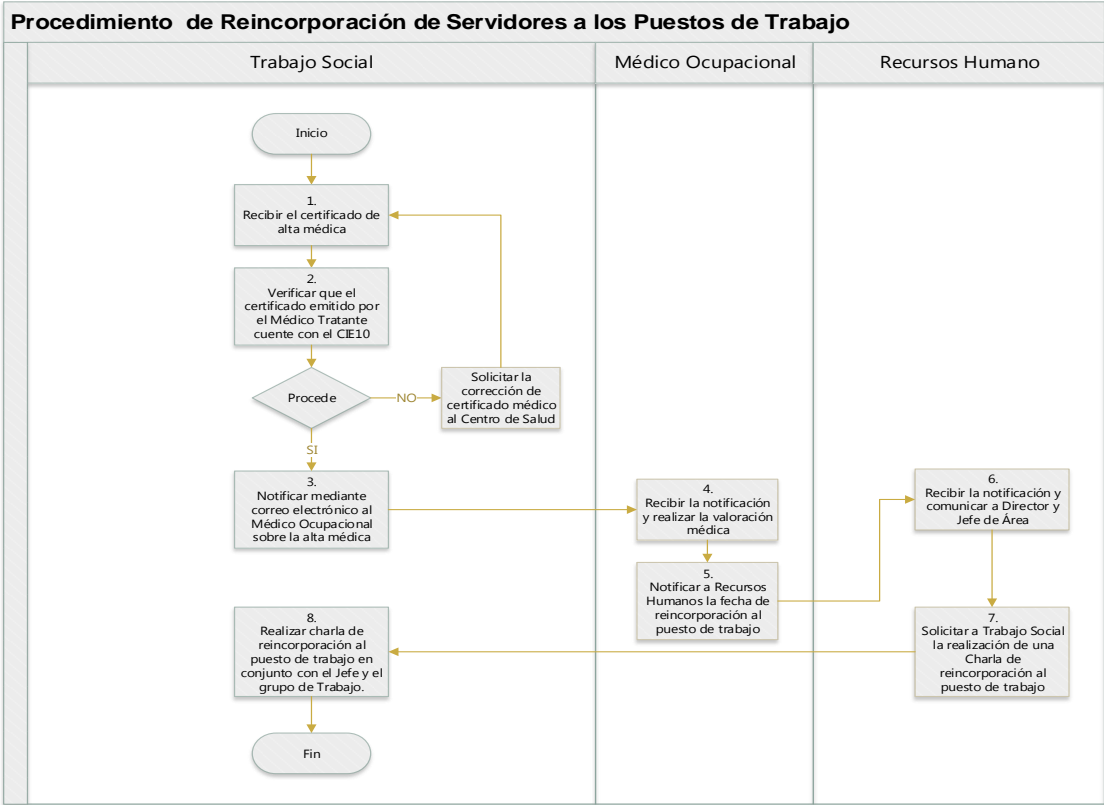 Procedimiento de Reincorporación de Servidores a los Puestos de Trabajo
Trabajo Social
Médico Ocupacional
Recursos Humano
Inicio
1.
Recibir el certificado de
alta médica
2.
Verificar que el
certificado emitido por
el Médico Tratante
cuente con el CIE10
Procede
NO
Solicitar la
corrección de
certificado médico
al Centro de Salud
SI
3.
Notificar mediante
correo electrónico al
Médico Ocupacional
sobre la alta médica
4.
Recibir la notificación
y realizar la valoración
médica
5.
Notificar a Recursos
Humanos la fecha de
reincorporación al
puesto de trabajo
6.
Recibir la notificación y
comunicar a Director y
Jefe de Área
7.
Solicitar a Trabajo Social
la realización de una
Charla de
reincorporación al
puesto de trabajo
8.
Realizar charla de
reincorporación al
puesto de trabajo en
conjunto con el Jefe y el
grupo de Trabajo.
Fin